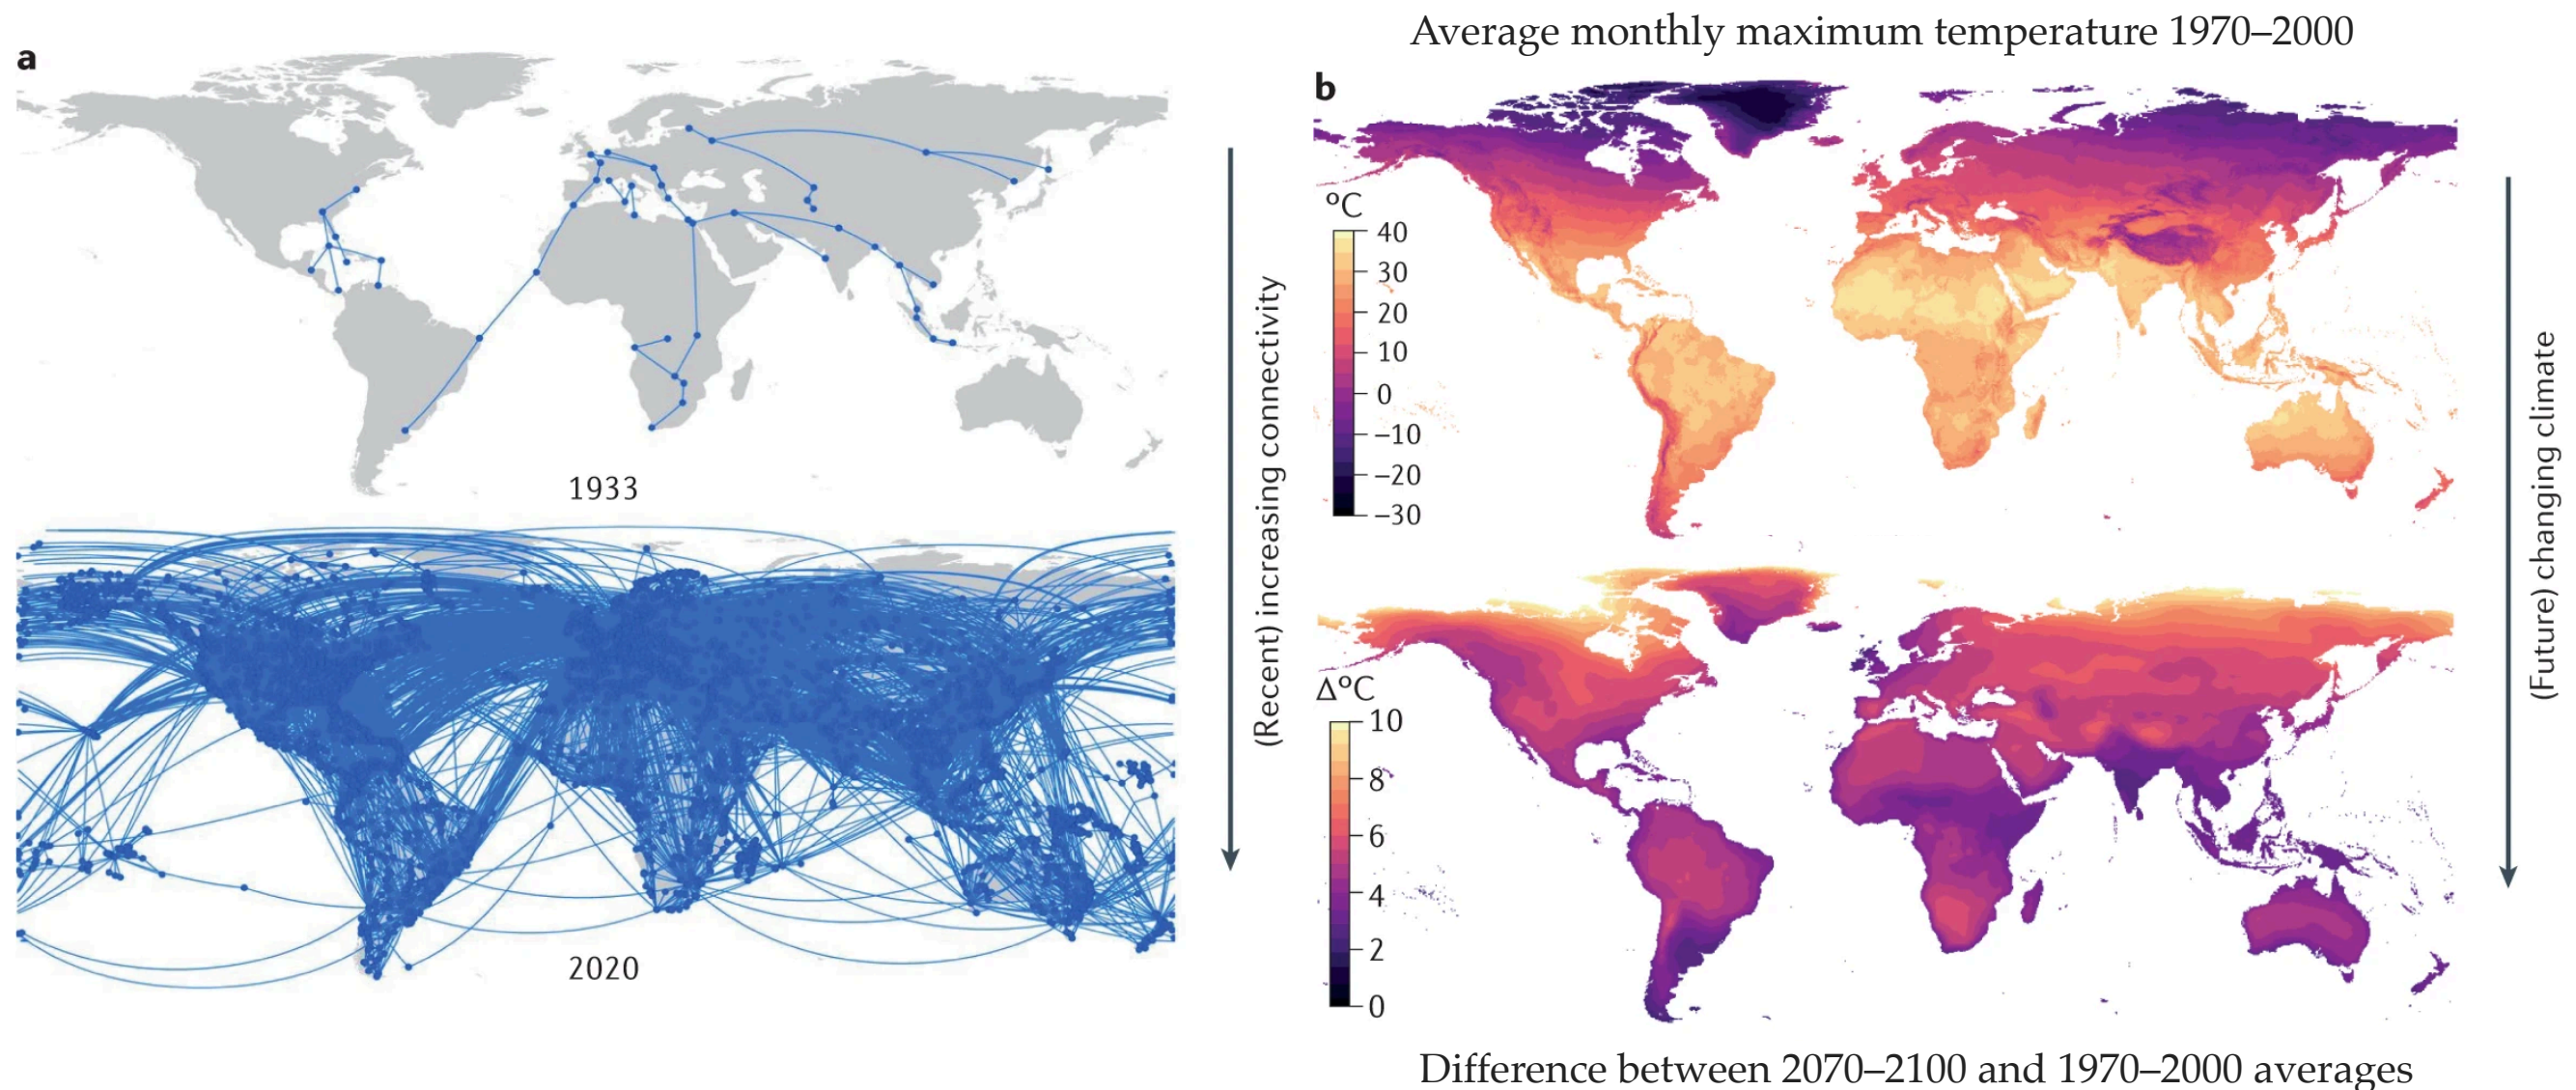 a
1933
2020
(Recent) increasing connectivity
Average monthly maximum temperature 1970–2000
b
°C
40
30
20
10
0
−10
−20
−30
Δ°C
10
8
6
4
2
0
(Future) changing climate
Difference between 2070–2100 and 1970–2000 averages